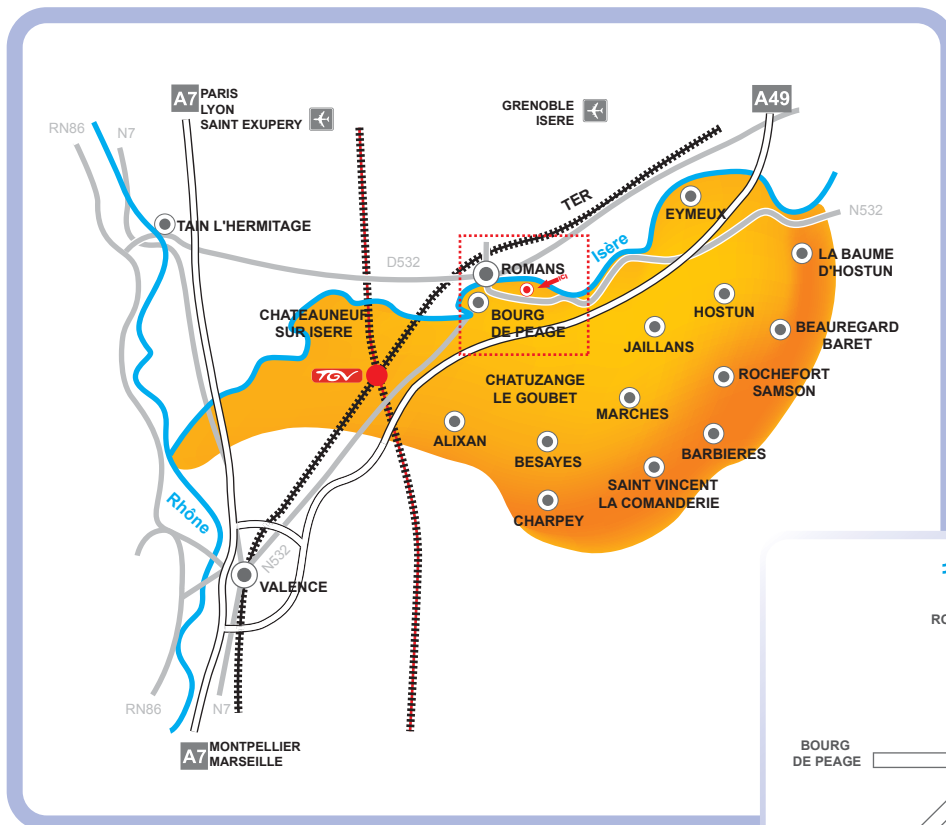 A7
PARIS
LYON
SAINT EXUPERY
GRENOBLE
ISERE
A49
RN86
N7
TER
EYMEUX
N532
TAIN L'HERMITAGE
Isère
LA BAUME
D'HOSTUN
D532
ROMANS
ICI
CHATEAUNEUF
SUR ISERE
BOURG
DE PEAGE
HOSTUN
JAILLANS
BEAUREGARD
BARET
TGV
CHATUZANGE
LE GOUBET
ROCHEFORT
SAMSON
MARCHES
ALIXAN
BESAYES
BARBIERES
SAINT VINCENT
LA COMANDERIE
Rhône
CHARPEY
N532
VALENCE
RN86
N7
A7
MONTPELLIER
MARSEILLE
BOURG
DE PEAGE